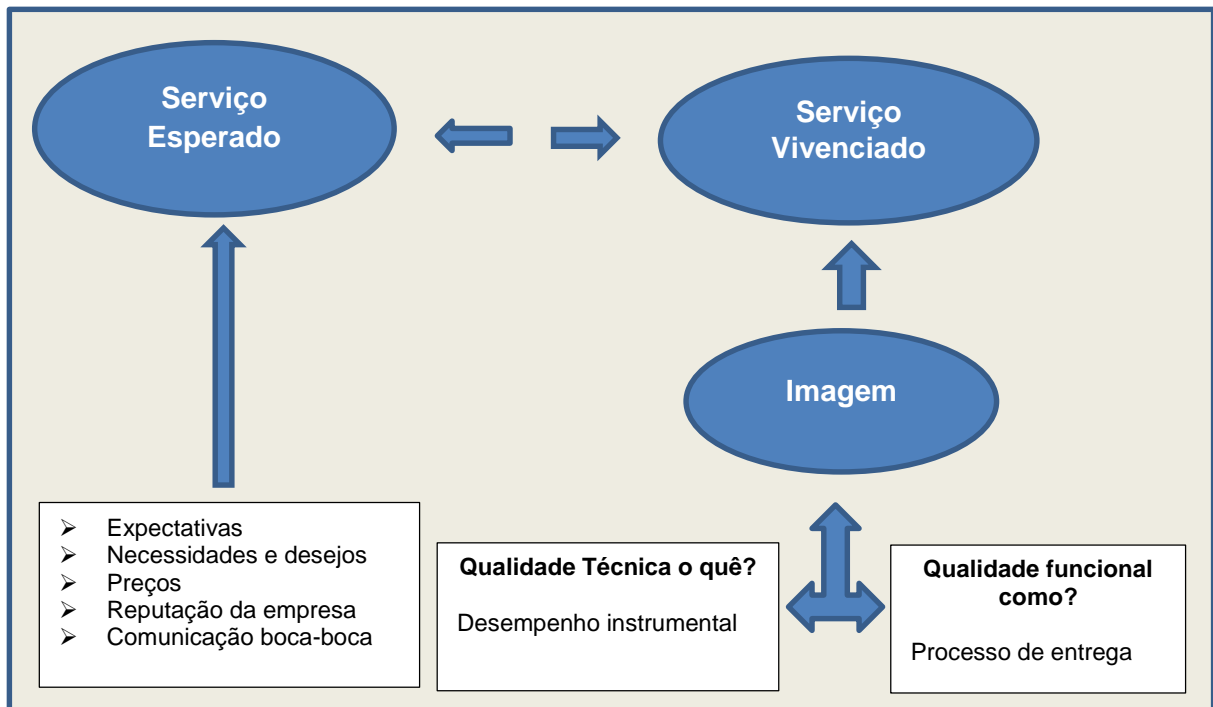 Serviço
Esperado
Serviço
Vivenciado
Imagem
➢ Expectativas
➢ Necessidades e desejos
➢ Preços
➢ Reputação da empresa
➢ Comunicação boca-boca
Qualidade Técnica o quê?
Desempenho instrumental
Qualidade funcional
como?
Processo de entrega